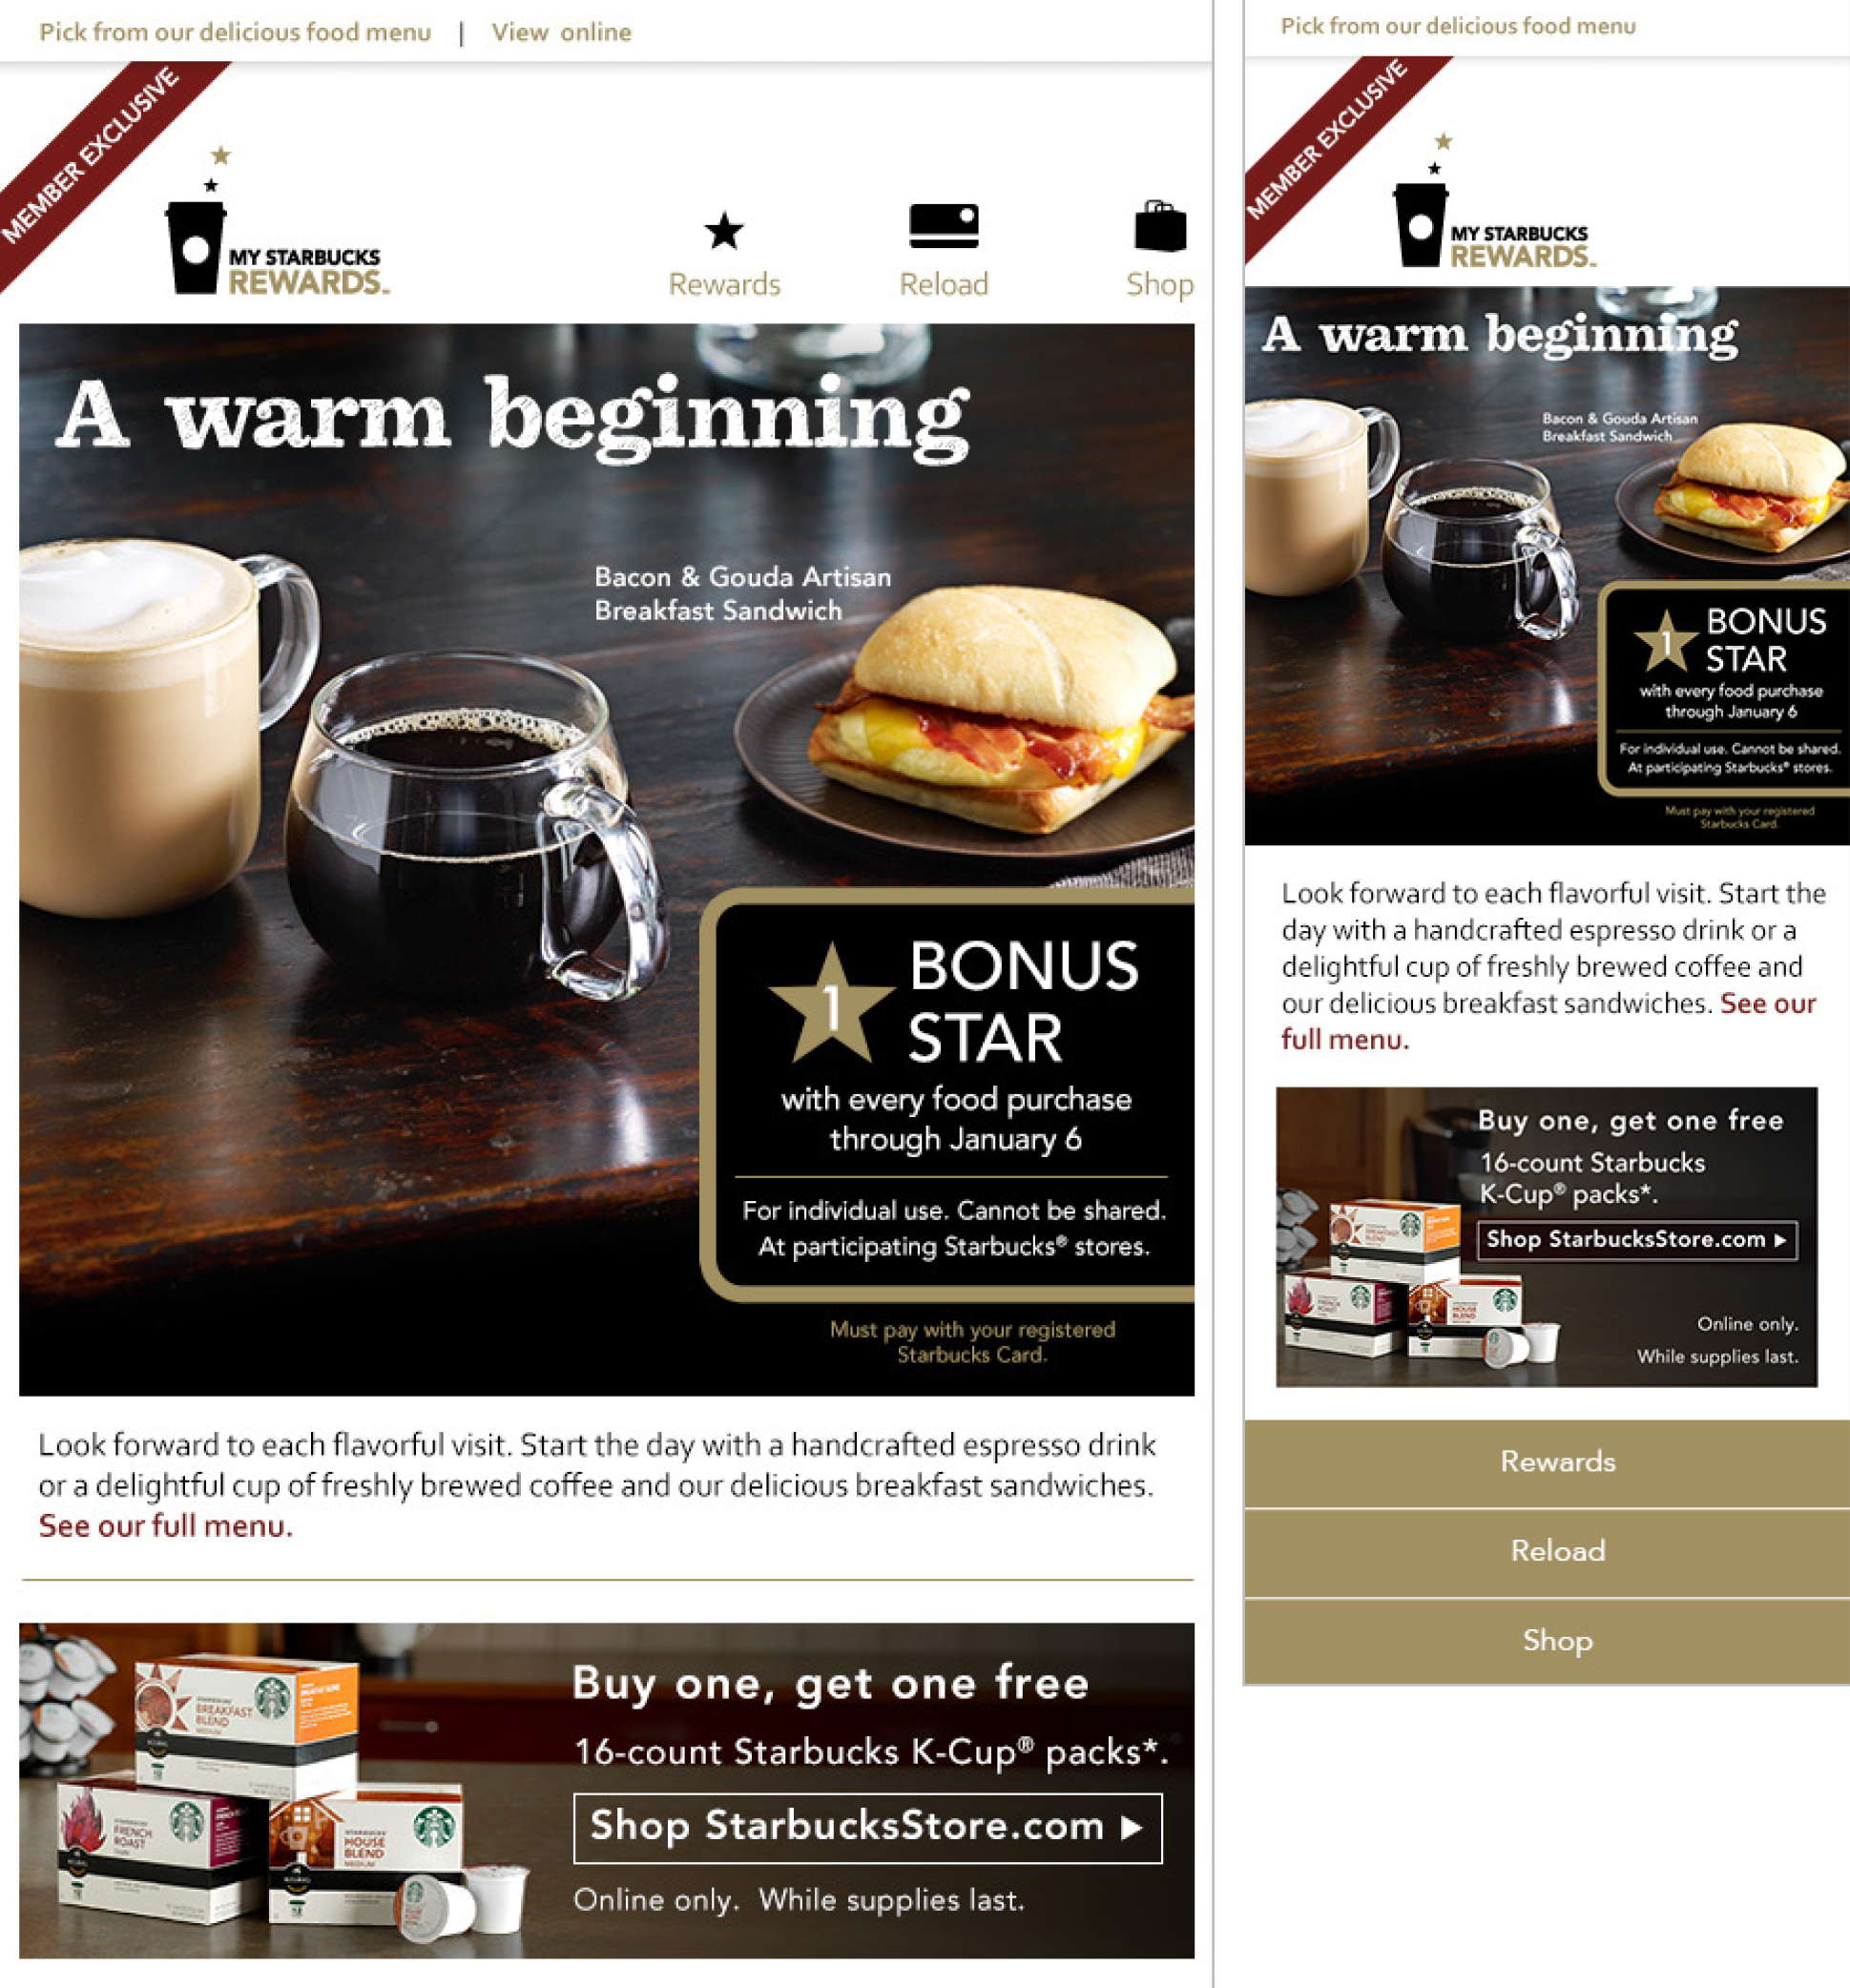 Pick from our delicious food menu | View online
MEMBER EXCLUSIVE
MY STARBUCKS
REWARDS™
Rewards
Reload
Shop
A warm beginning
Bacon & Gouda Artisan
Breakfast Sandwich
1
BONUS
STAR
with every food purchase
through January 6
For individual use. Cannot be shared.
At participating Starbucks® stores.
Must pay with your registered
Starbucks Card.
Look forward to each flavorful visit. Start the day with a handcrafted espresso drink
or a delightful cup of freshly brewed coffee and our delicious breakfast sandwiches.
See our full menu.
BREAKFAST
BLEND
MEDIUM
FRENCH
ROAST
HOUSE
BLEND
MEDIUM
Buy one, get one free
16-count Starbucks K-Cup® packs*.
Shop StarbucksStore.com ▶
Online only. While supplies last.
Pick from our delicious food menu
MEMBER EXCLUSIVE
MY STARBUCKS
REWARDS™
A warm beginning
Bacon & Gouda Artisan
Breakfast Sandwich
1
BONUS
STAR
with every food purchase
through January 6
For individual use. Cannot be shared.
At participating Starbucks® stores.
Must pay with your registered
Starbucks Card.
Look forward to each flavorful visit. Start the
day with a handcrafted espresso drink or a
delightful cup of freshly brewed coffee and
our delicious breakfast sandwiches. See our
full menu.
Buy one, get one free
16-count Starbucks
K-Cup® packs*.
Shop StarbucksStore.com ▶
Online only.
While supplies last.
Rewards
Reload
Shop